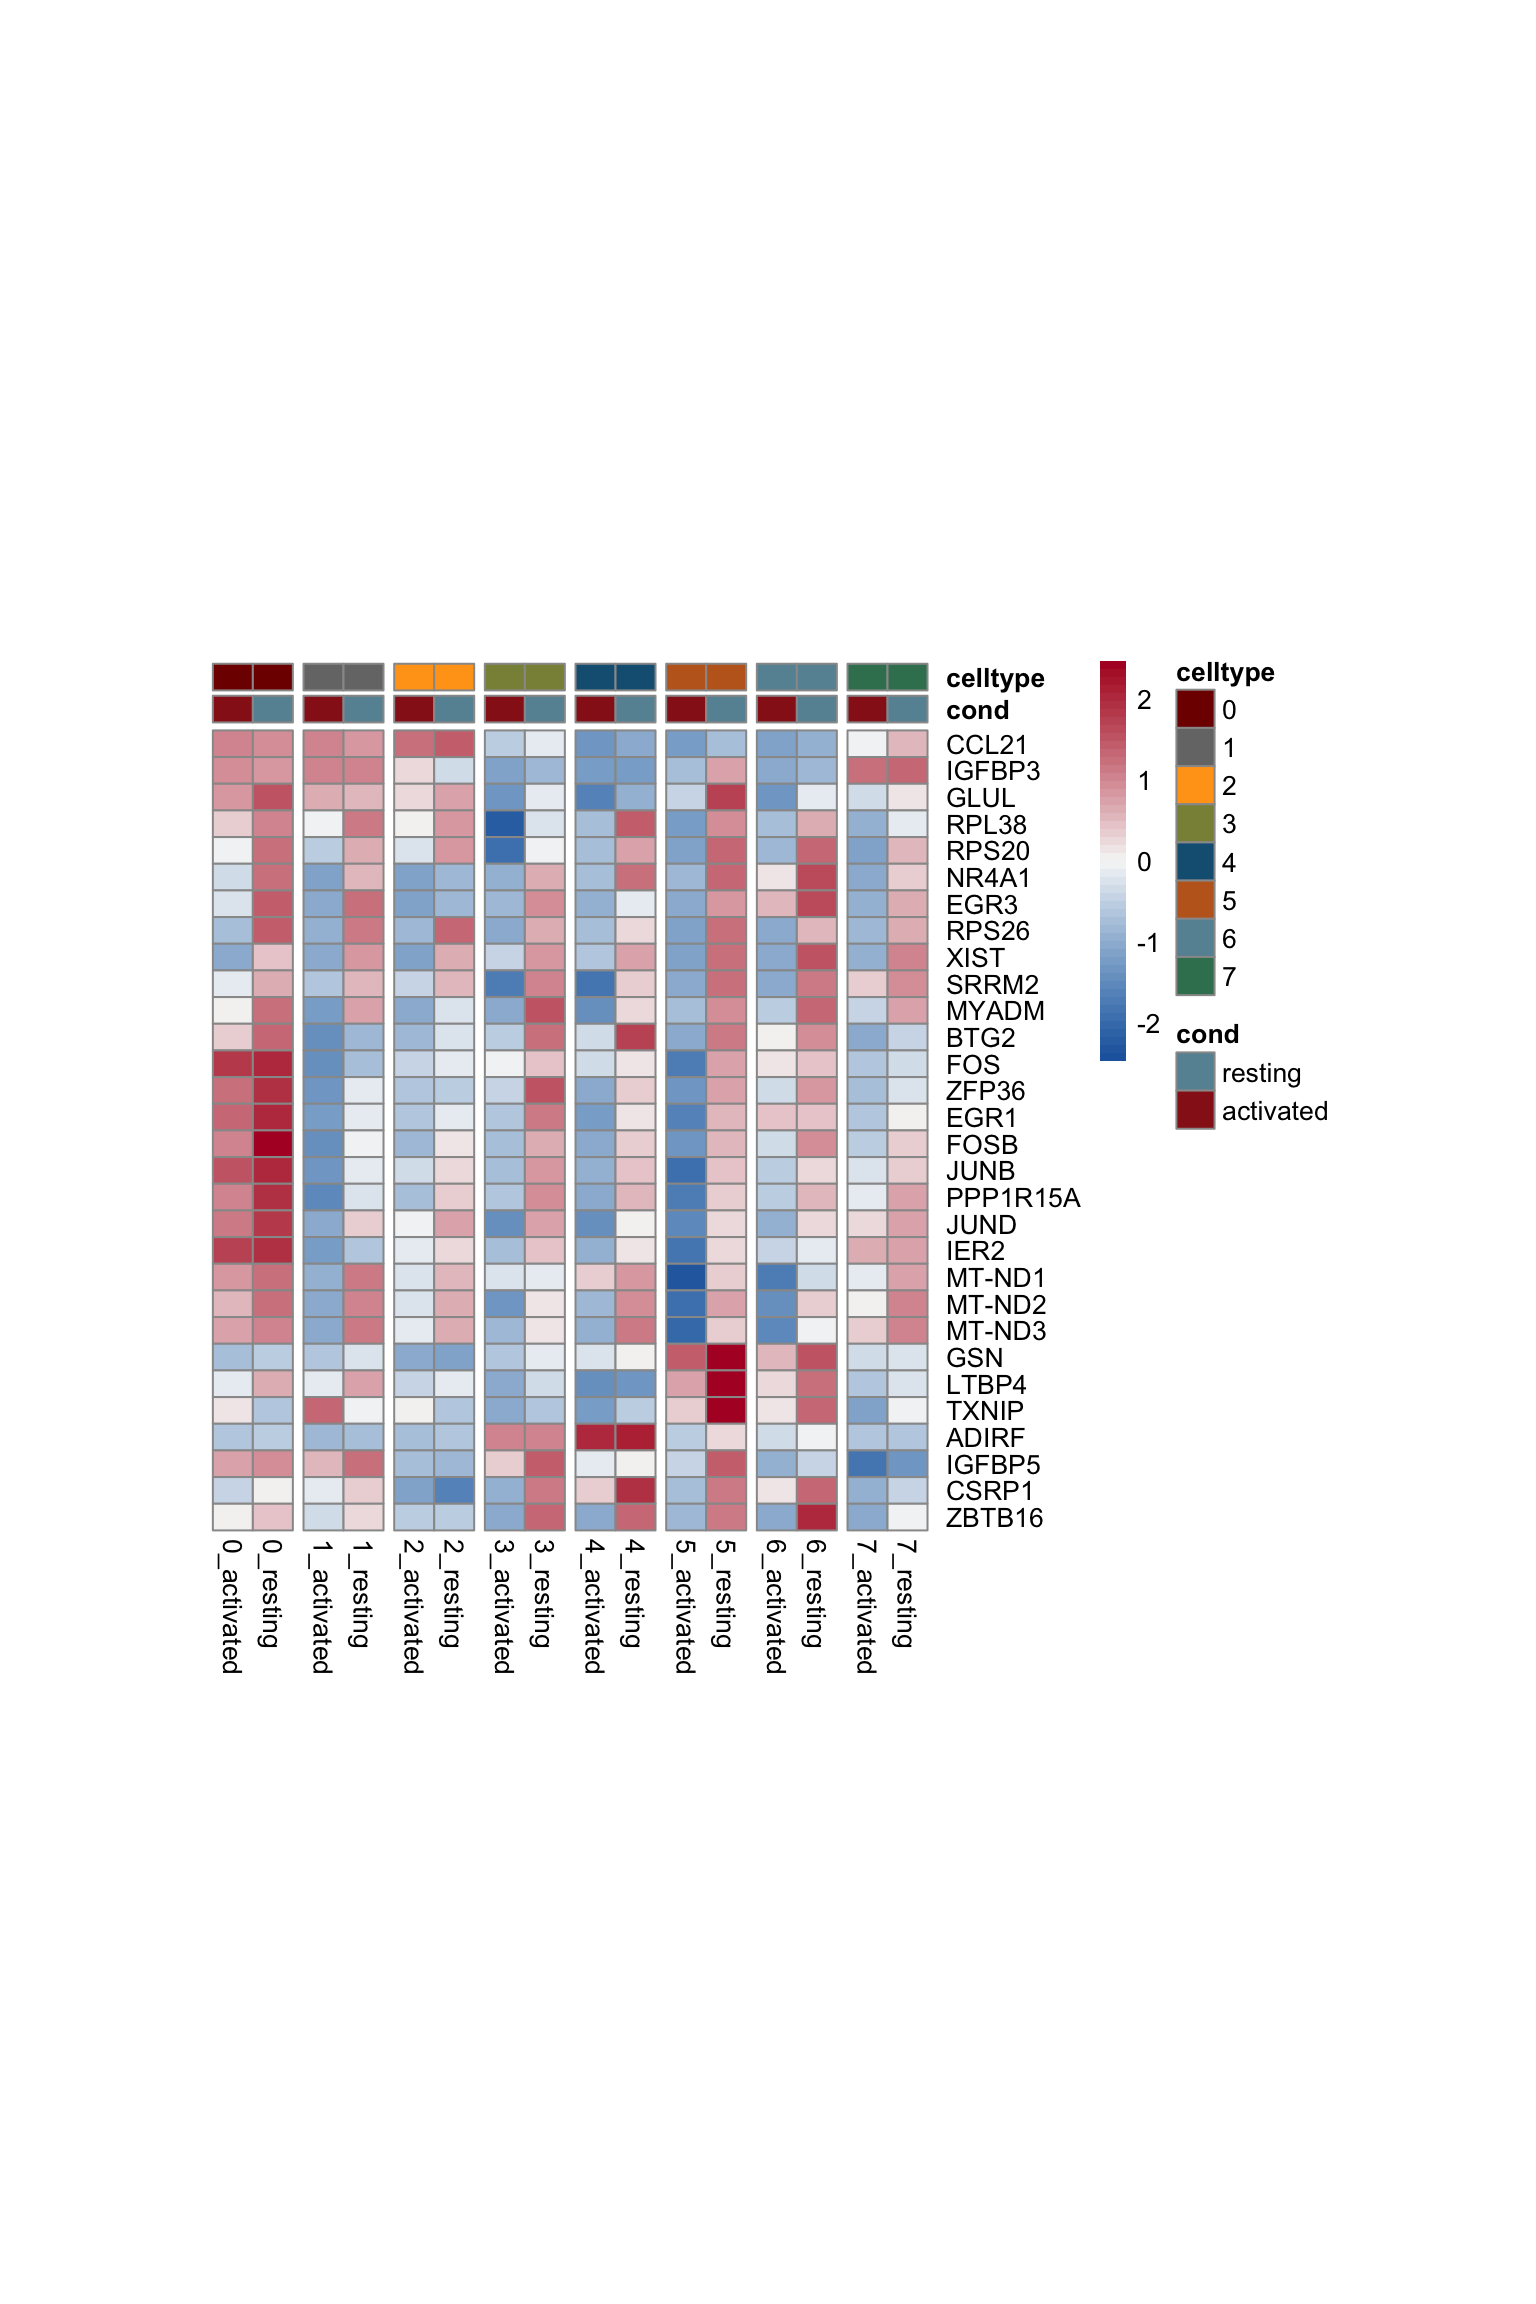 celltype
cond
CCL21
IGFBP3
GLUL
RPL38
RPS20
NR4A1
EGR3
RPS26
XIST
SRRM2
MYADM
BTG2
FOS
ZFP36
EGR1
FOSB
JUNB
PPP1R15A
JUND
IER2
MT-ND1
MT-ND2
MT-ND3
GSN
LTBP4
TXNIP
ADIRF
IGFBP5
CSRP1
ZBTB16
0_activated
0_resting
1_activated
1_resting
2_activated
2_resting
3_activated
3_resting
4_activated
4_resting
5_activated
5_resting
6_activated
6_resting
7_activated
7_resting
2
1
0
-1
-2
celltype
0
1
2
3
4
5
6
7
cond
resting
activated